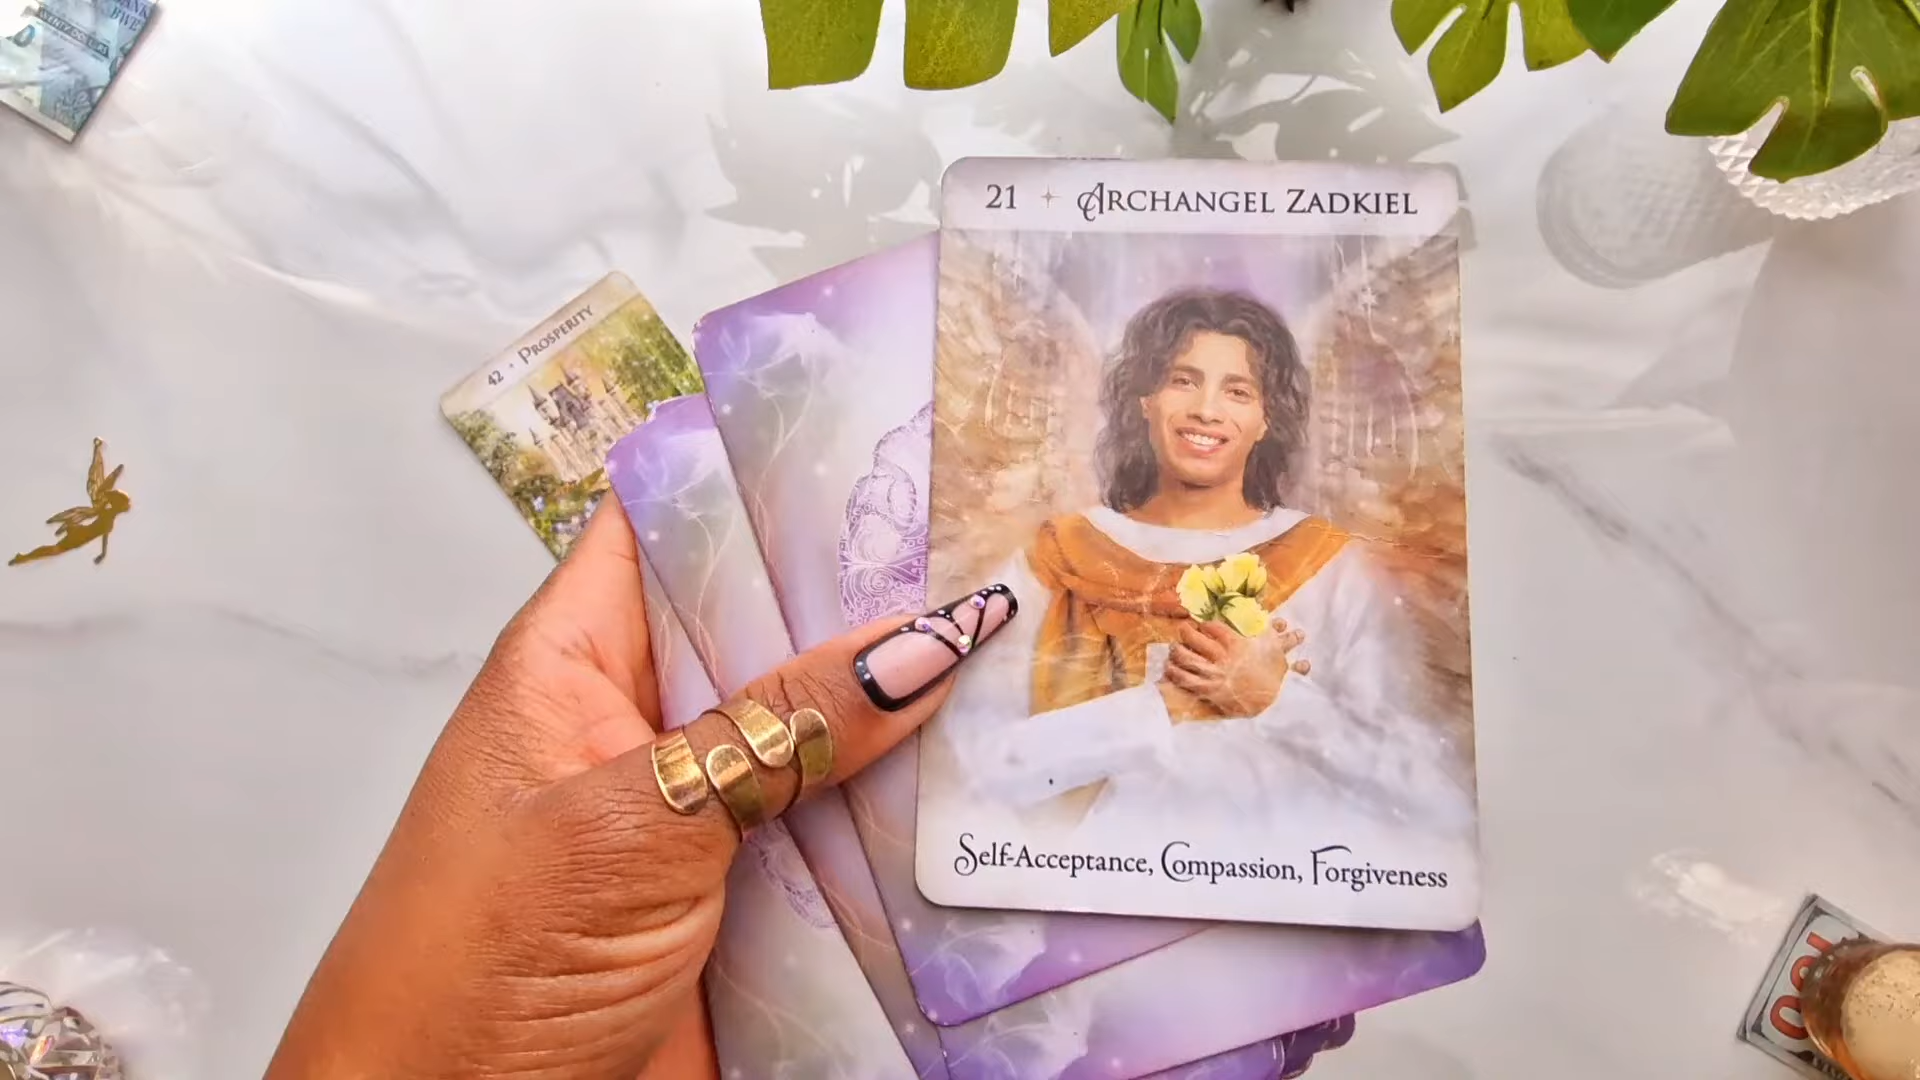 21 ✦ ARCHANGEL ZADKIEL
Self-Acceptance, Compassion, Forgiveness
42 • PROSPERITY